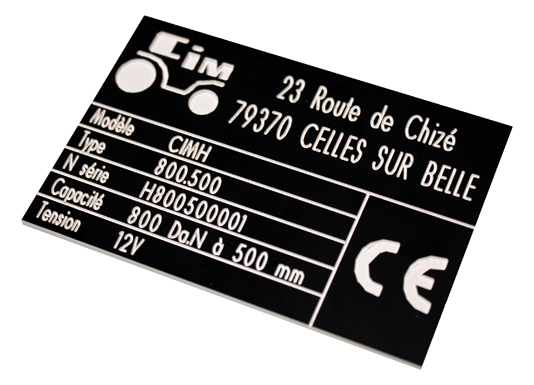 CIM
23 Route de Chizé
79370 CELLES SUR BELLE
Modèle CIMH
Type 800.500
N série H800500001
Capacité 800 Da.N à 500 mm
Tension 12V
CE